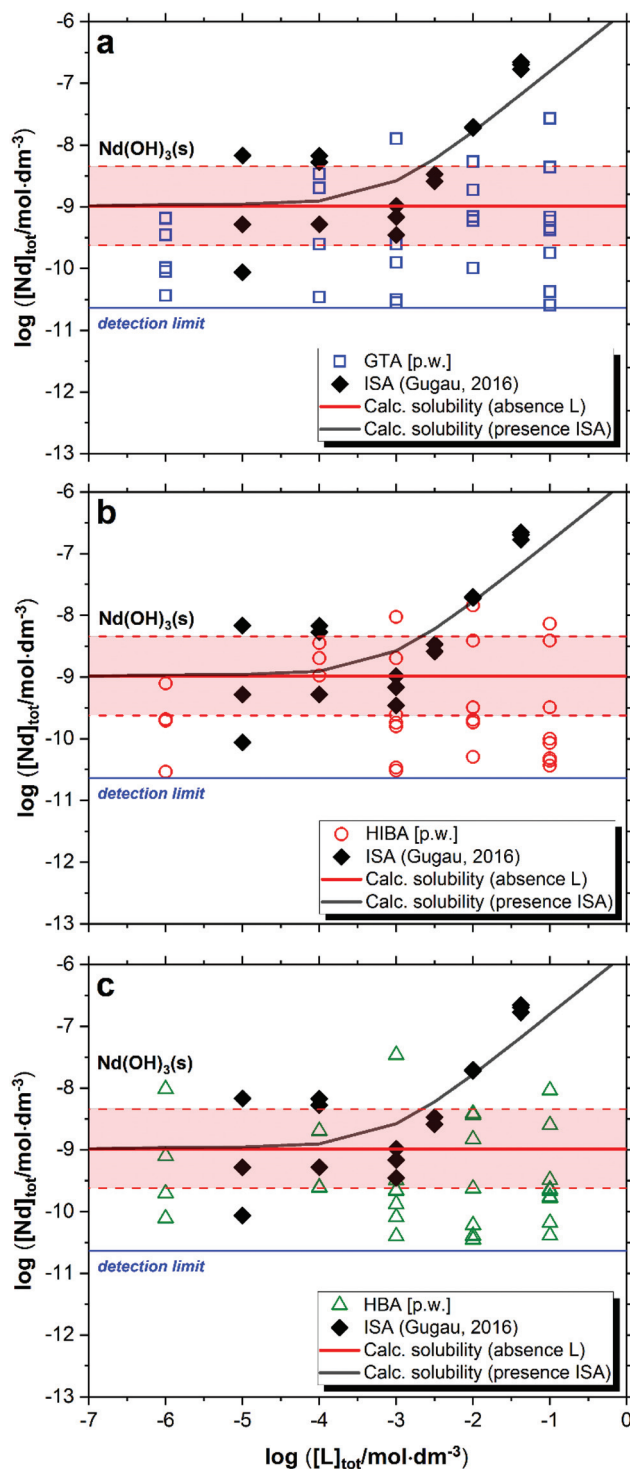 a
-6
-7
-8
-9
-10
-11
-12
-13
log ([Nd]tot/mol·dm-3)
Nd(OH)3(s)
detection limit
GTA [p.w.]
ISA (Gugau, 2016)
Calc. solubility (absence L)
Calc. solubility (presence ISA)
b
-6
-7
-8
-9
-10
-11
-12
-13
log ([Nd]tot/mol·dm-3)
Nd(OH)3(s)
detection limit
HIBA [p.w.]
ISA (Gugau, 2016)
Calc. solubility (absence L)
Calc. solubility (presence ISA)
c
-6
-7
-8
-9
-10
-11
-12
-13
log ([Nd]tot/mol·dm-3)
Nd(OH)3(s)
detection limit
HBA [p.w.]
ISA (Gugau, 2016)
Calc. solubility (absence L)
Calc. solubility (presence ISA)
-7 -6 -5 -4 -3 -2 -1 0
log ([L]tot/mol·dm-3)